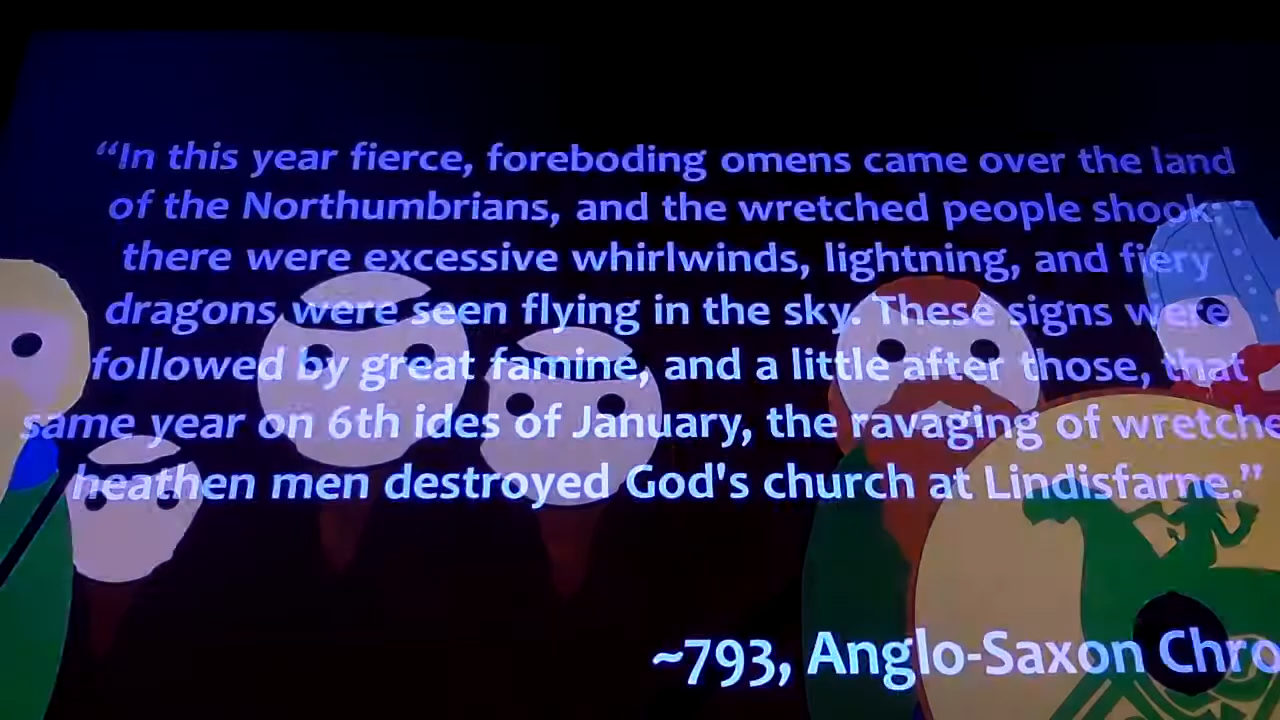 “In this year fierce, foreboding omens came over the land
of the Northumbrians, and the wretched people shook;
there were excessive whirlwinds, lightning, and fiery
dragons were seen flying in the sky. These signs were
followed by great famine, and a little after those, that
same year on 6th ides of January, the ravaging of wretche
heathen men destroyed God's church at Lindisfarne.”
~793, Anglo-Saxon Chro